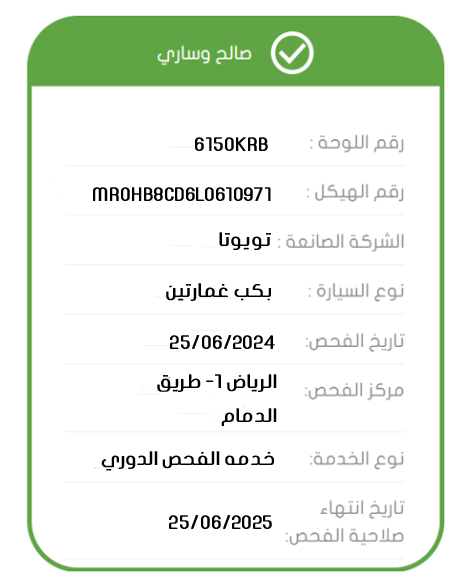 صالح وساري
رقم اللوحة : 6150KRB
رقم الهيكل : MR0HB8CD6L0610971
الشركة الصانعة : تويوتا
نوع السيارة : بكب غمارتين
تاريخ الفحص: 25/06/2024
مركز الفحص: الرياض 1- طريق
الدمام
نوع الخدمة: خدمه الفحص الدوري
تاريخ انتهاء
صلاحية الفحص: 25/06/2025